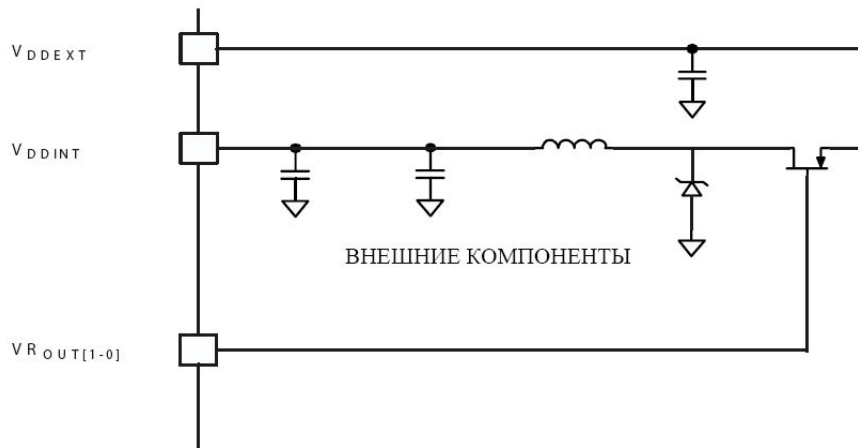 VDDEXT
VDDINT
ВНЕШНИЕ КОМПОНЕНТЫ
VROUT[1-0]